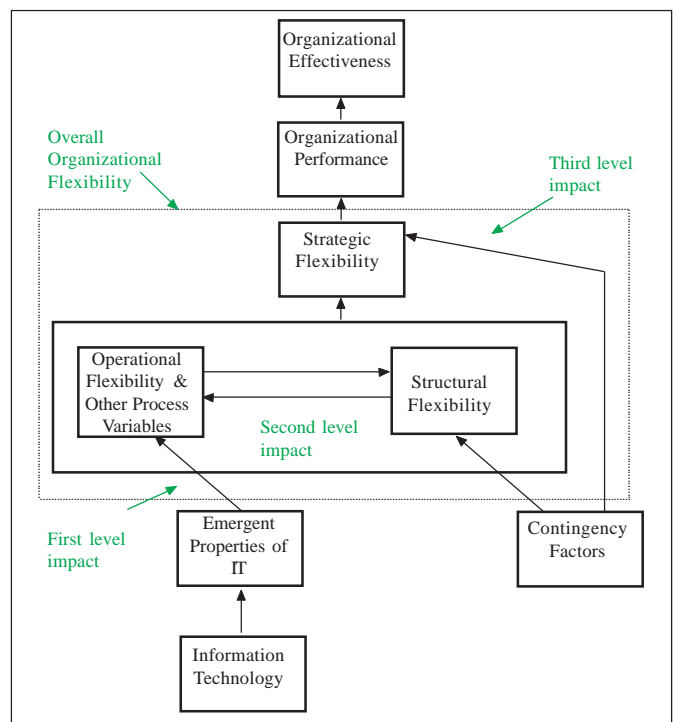 Organizational
Effectiveness
Overall
Organizational
Flexibility
Organizational
Performance
Third level
impact
Strategic
Flexibility
Operational
Flexibility &
Other Process
Variables
Structural
Flexibility
Second level
impact
First level
impact
Emergent
Properties of
IT
Contingency
Factors
Information
Technology